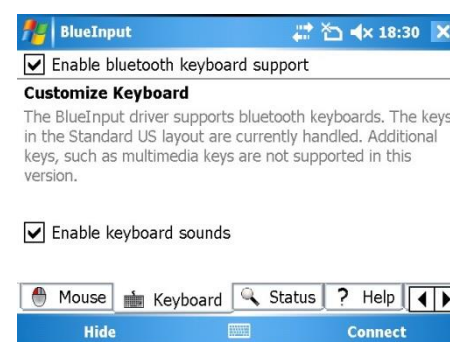 BlueInput 18:30
Enable bluetooth keyboard support
Customize Keyboard
The BlueInput driver supports bluetooth keyboards. The keys
in the Standard US layout are currently handled. Additional
keys, such as multimedia keys are not supported in this
version.
Enable keyboard sounds
Mouse Keyboard Status ? Help
Hide Connect